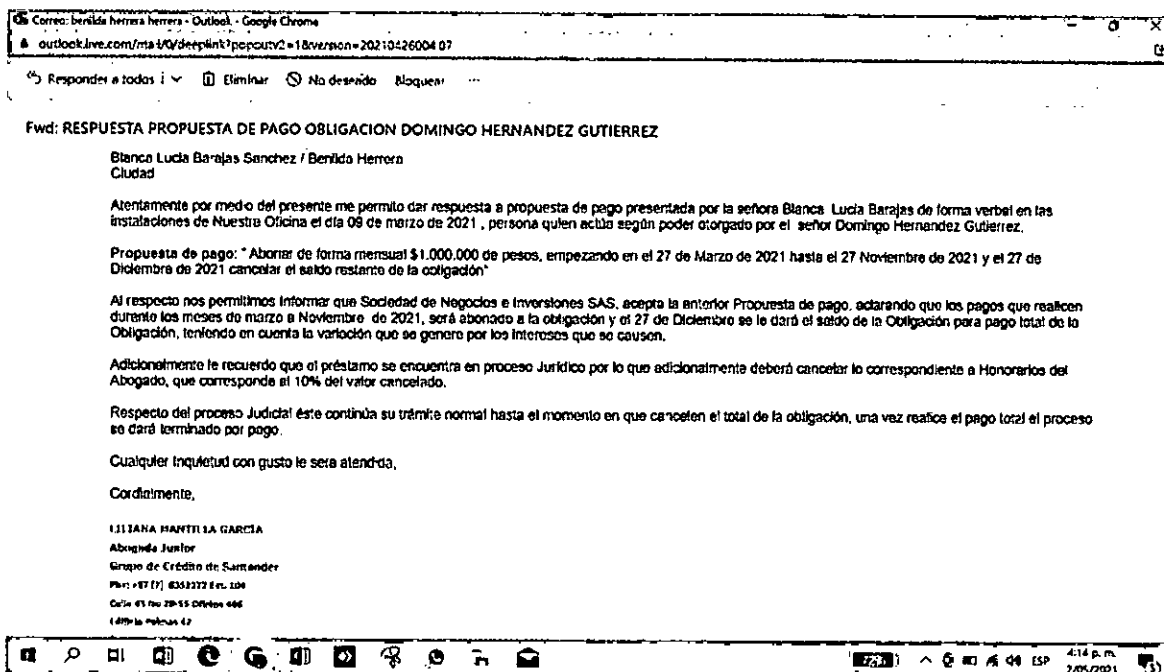 Correo: benilda herrera herrera - Outlook - Google Chrome
outlook.live.com/mail/0/deeplink?popoutv2=1&version=20210426004.07
Responder a todos Eliminar No deseado Bloquear ...
Fwd: RESPUESTA PROPUESTA DE PAGO OBLIGACION DOMINGO HERNANDEZ GUTIERREZ
Blanca Lucia Barajas Sanchez / Benilda Herrera
Ciudad
Atentamente por medio del presente me permito dar respuesta a propuesta de pago presentada por la señora Blanca Lucia Barajas de forma verbal en las
instalaciones de Nuestra Oficina el día 09 de marzo de 2021 , persona quien actúa según poder otorgado por el señor Domingo Hernandez Gutierrez.
Propuesta de pago: " Abonar de forma mensual $1.000.000 de pesos, empezando en el 27 de Marzo de 2021 hasta el 27 Noviembre de 2021 y el 27 de
Diciembre de 2021 cancelar el saldo restante de la obligación"
Al respecto nos permitimos Informar que Sociedad de Negocios e Inversiones SAS, acepta la anterior Propuesta de pago, aclarando que los pagos que realicen
durante los meses de marzo a Noviembre de 2021, será abonado a la obligación y el 27 de Diciembre se le dará el saldo de la Obligación para pago total de la
Obligación, teniendo en cuenta la variación que se genere por los intereses que se causen.
Adicionalmente le recuerdo que el préstamo se encuentra en proceso Jurídico por lo que adicionalmente deberá cancelar lo correspondiente a Honorarios del
Abogado, que corresponde al 10% del valor cancelado.
Respecto del proceso Judicial éste continúa su trámite normal hasta el momento en que cancelen el total de la obligación, una vez realice el pago total el proceso
se dará terminado por pago.
Cualquier Inquietud con gusto le sera atendida,
Cordialmente,
LILIANA MANTILLA GARCÍA
Abogada Junior
Grupo de Crédito de Santander
ESP
4:14 p. m.
2/05/2021